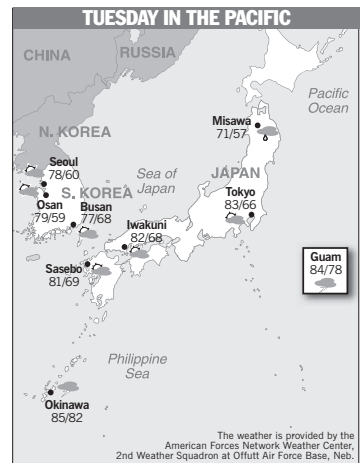 TUESDAY IN THE PACIFIC
CHINA
RUSSIA
Pacific
Ocean
Misawa
71/57
N. KOREA
Seoul
78/60
Sea of
Japan
JAPAN
S. KOREA
Osan
79/59
Busan
77/68
Tokyo
83/66
Iwakuni
82/68
Guam
84/78
Sasebo
81/69
Philippine
Sea
Okinawa
85/82
The weather is provided by the
American Forces Network Weather Center,
2nd Weather Squadron at Offutt Air Force Base, Neb.